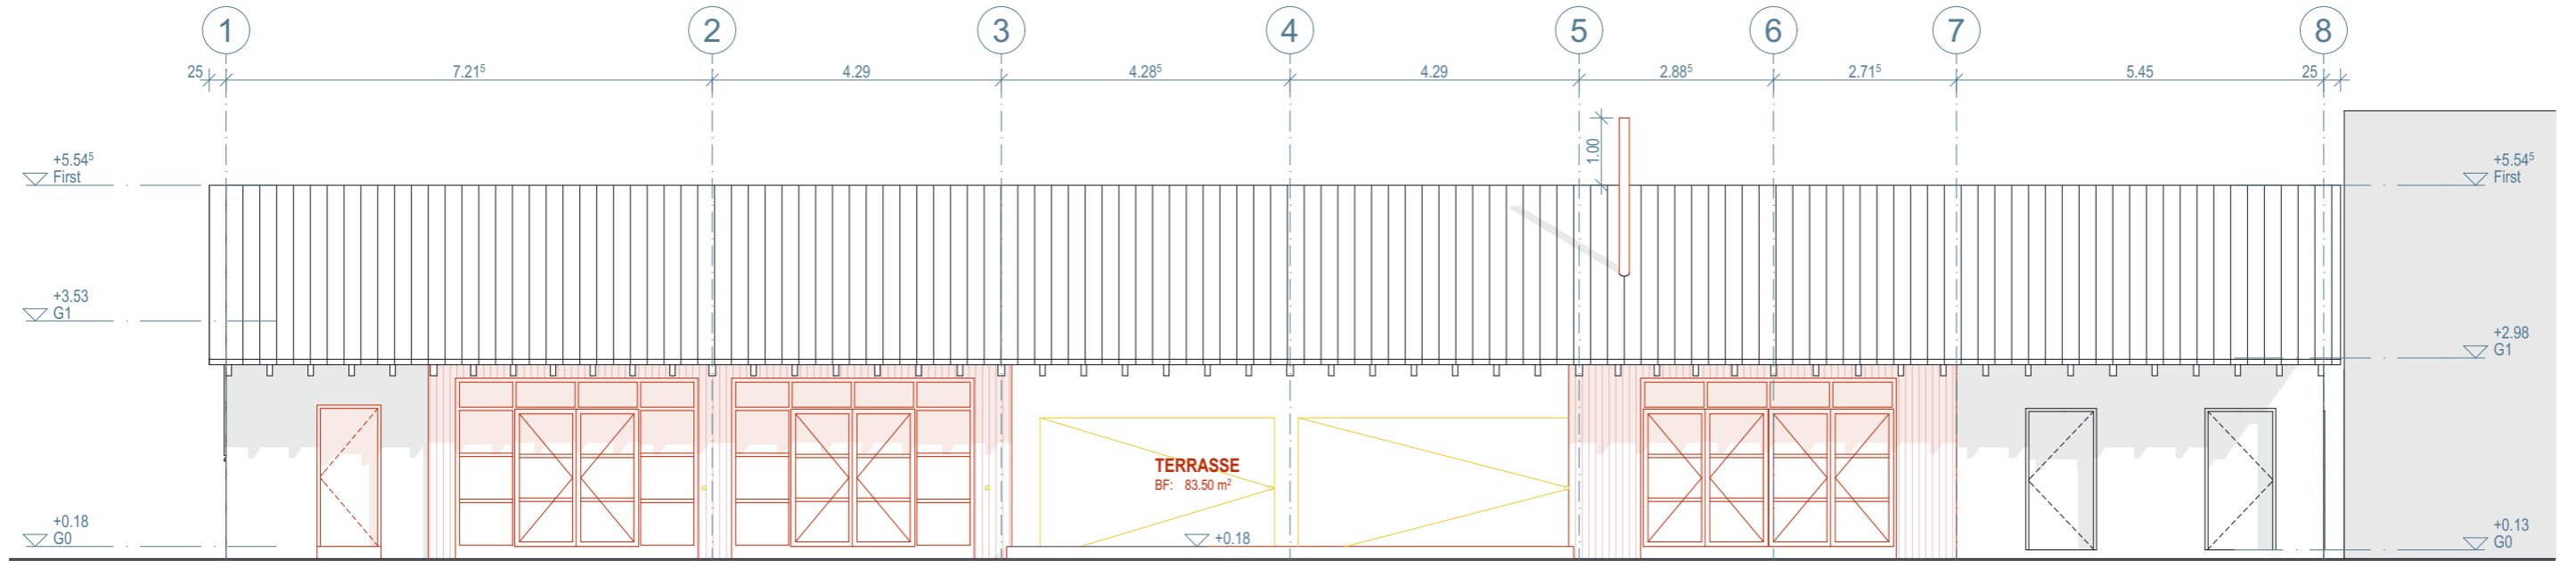 1 2 3 4 5 6 7 8
25 7.21⁵ 4.29 4.28⁵ 4.29 2.88⁵ 2.71⁵ 5.45 25
1.00
+5.54⁵
First
+5.54⁵
First
+3.53
G1
+2.98
G1
TERRASSE
BF: 83.50 m²
+0.18
G0
+0.18
+0.13
G0